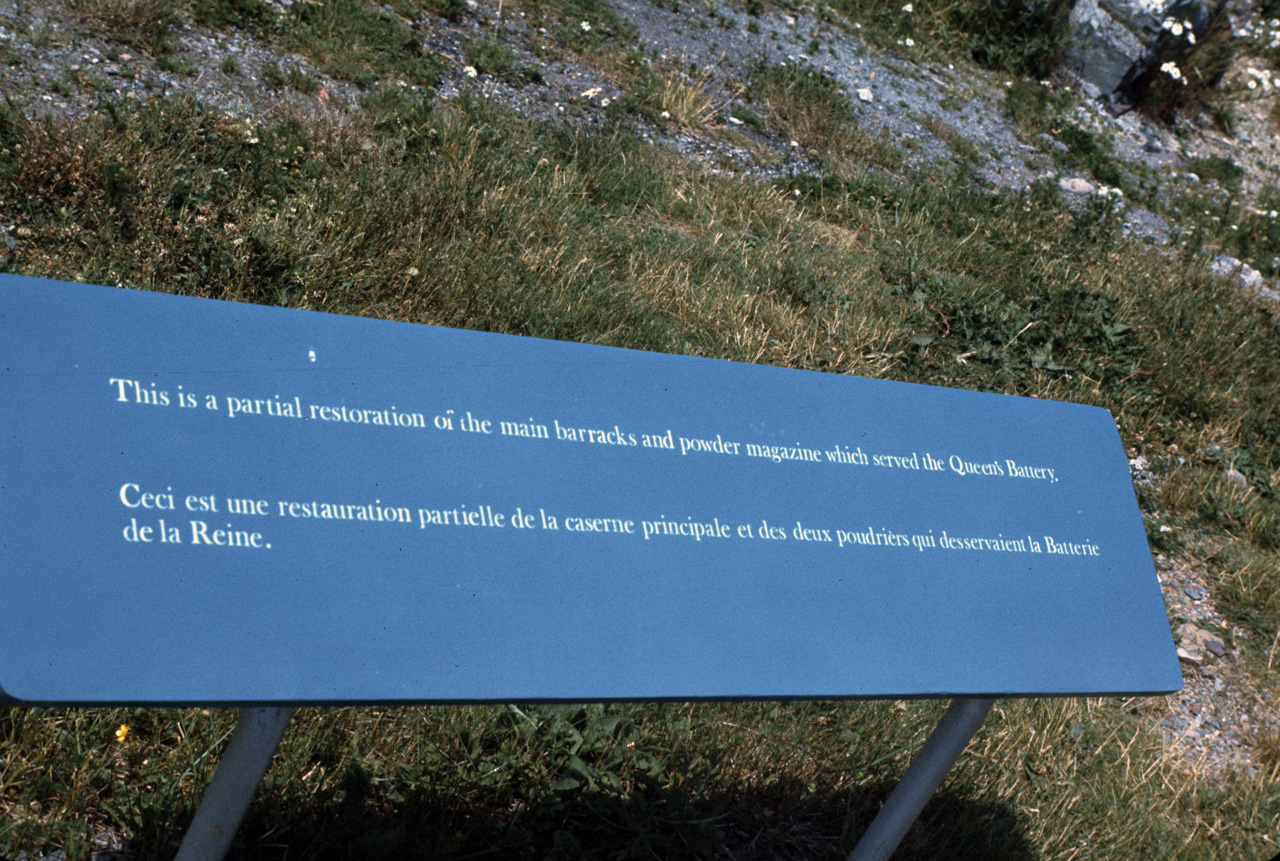 This is a partial restoration of the main barracks and powder magazine which served the Queen's Battery.
Ceci est une restauration partielle de la caserne principale et des deux poudrièrs qui desservaient la Batterie
de la Reine.